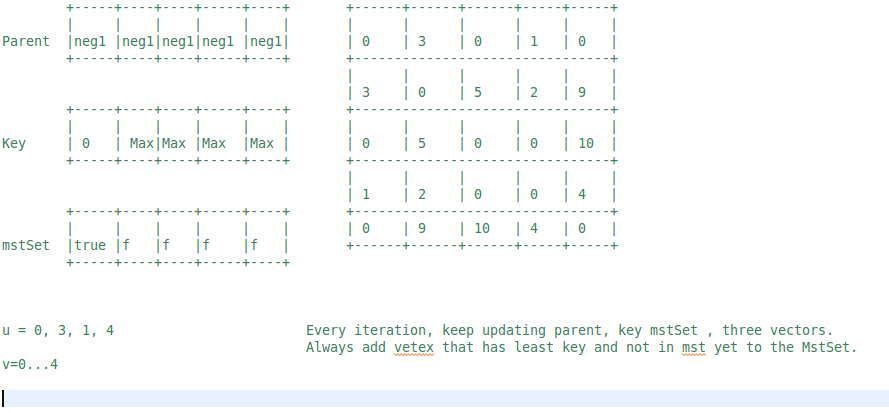 Parent |neg1 |neg1|neg1|neg1 |neg1| | 0 | 3 | 0 | 1 | 0 |
| 3 | 0 | 5 | 2 | 9 |
Key | 0 | Max|Max |Max |Max | | 0 | 5 | 0 | 0 | 10 |
| 1 | 2 | 0 | 0 | 4 |
| 0 | 9 | 10 | 4 | 0 |
mstSet |true |f |f |f |f |
u = 0, 3, 1, 4 Every iteration, keep updating parent, key mstSet , three vectors.
Always add vetex that has least key and not in mst yet to the MstSet.
v=0...4